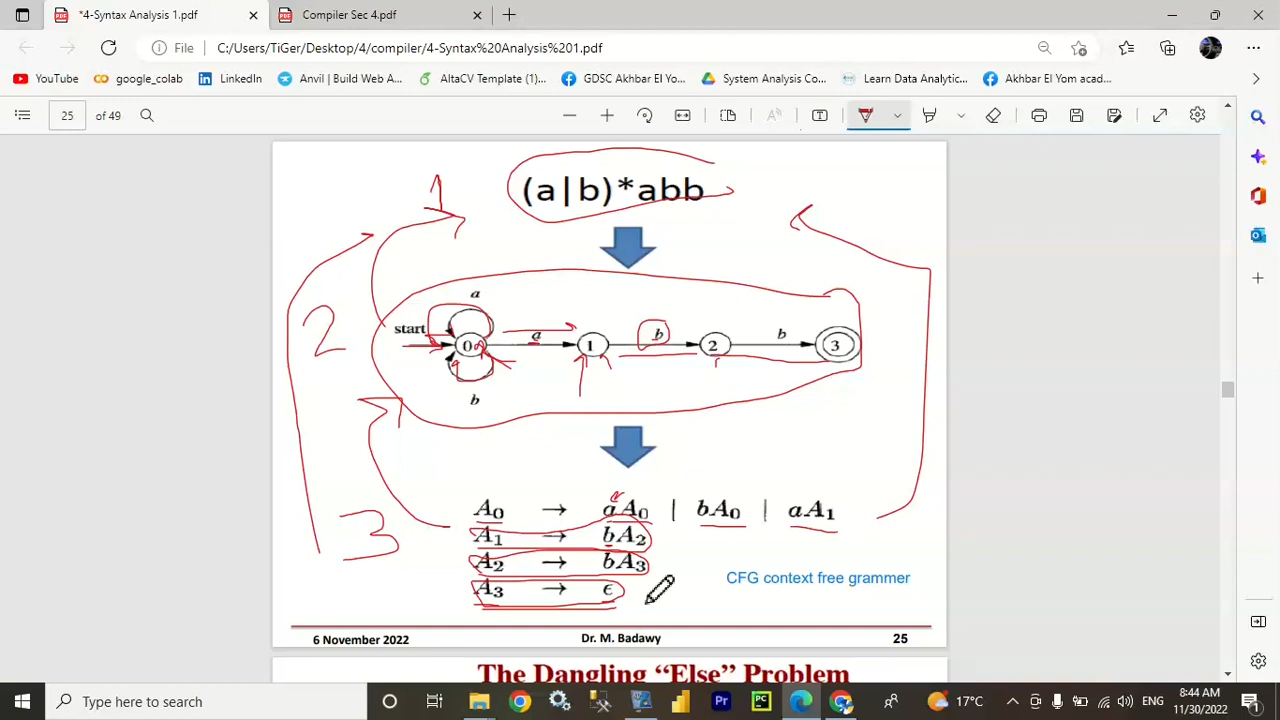 *4-Syntax Analysis 1.pdf
Compiler Sec 4.pdf
File C:/Users/TiGer/Desktop/4/compiler/4-Syntax%20Analysis%201.pdf
YouTube google_colab LinkedIn Anvil | Build Web A... AltaCV Template (1)... GDSC Akhbar El Yo... System Analysis Co... Learn Data Analytic... Akhbar El Yom acad...
25 of 49
(a|b)*abb
1
a
2
start 0 a 1 b 2 b 3
b
3
A₀ → aA₀ | bA₀ | aA₁
A₁ → bA₂
A₂ → bA₃
A₃ → ϵ
CFG context free grammer
6 November 2022 Dr. M. Badawy 25
The Dangling “Else” Problem
Type here to search
17°C
ENG
8:44 AM
11/30/2022